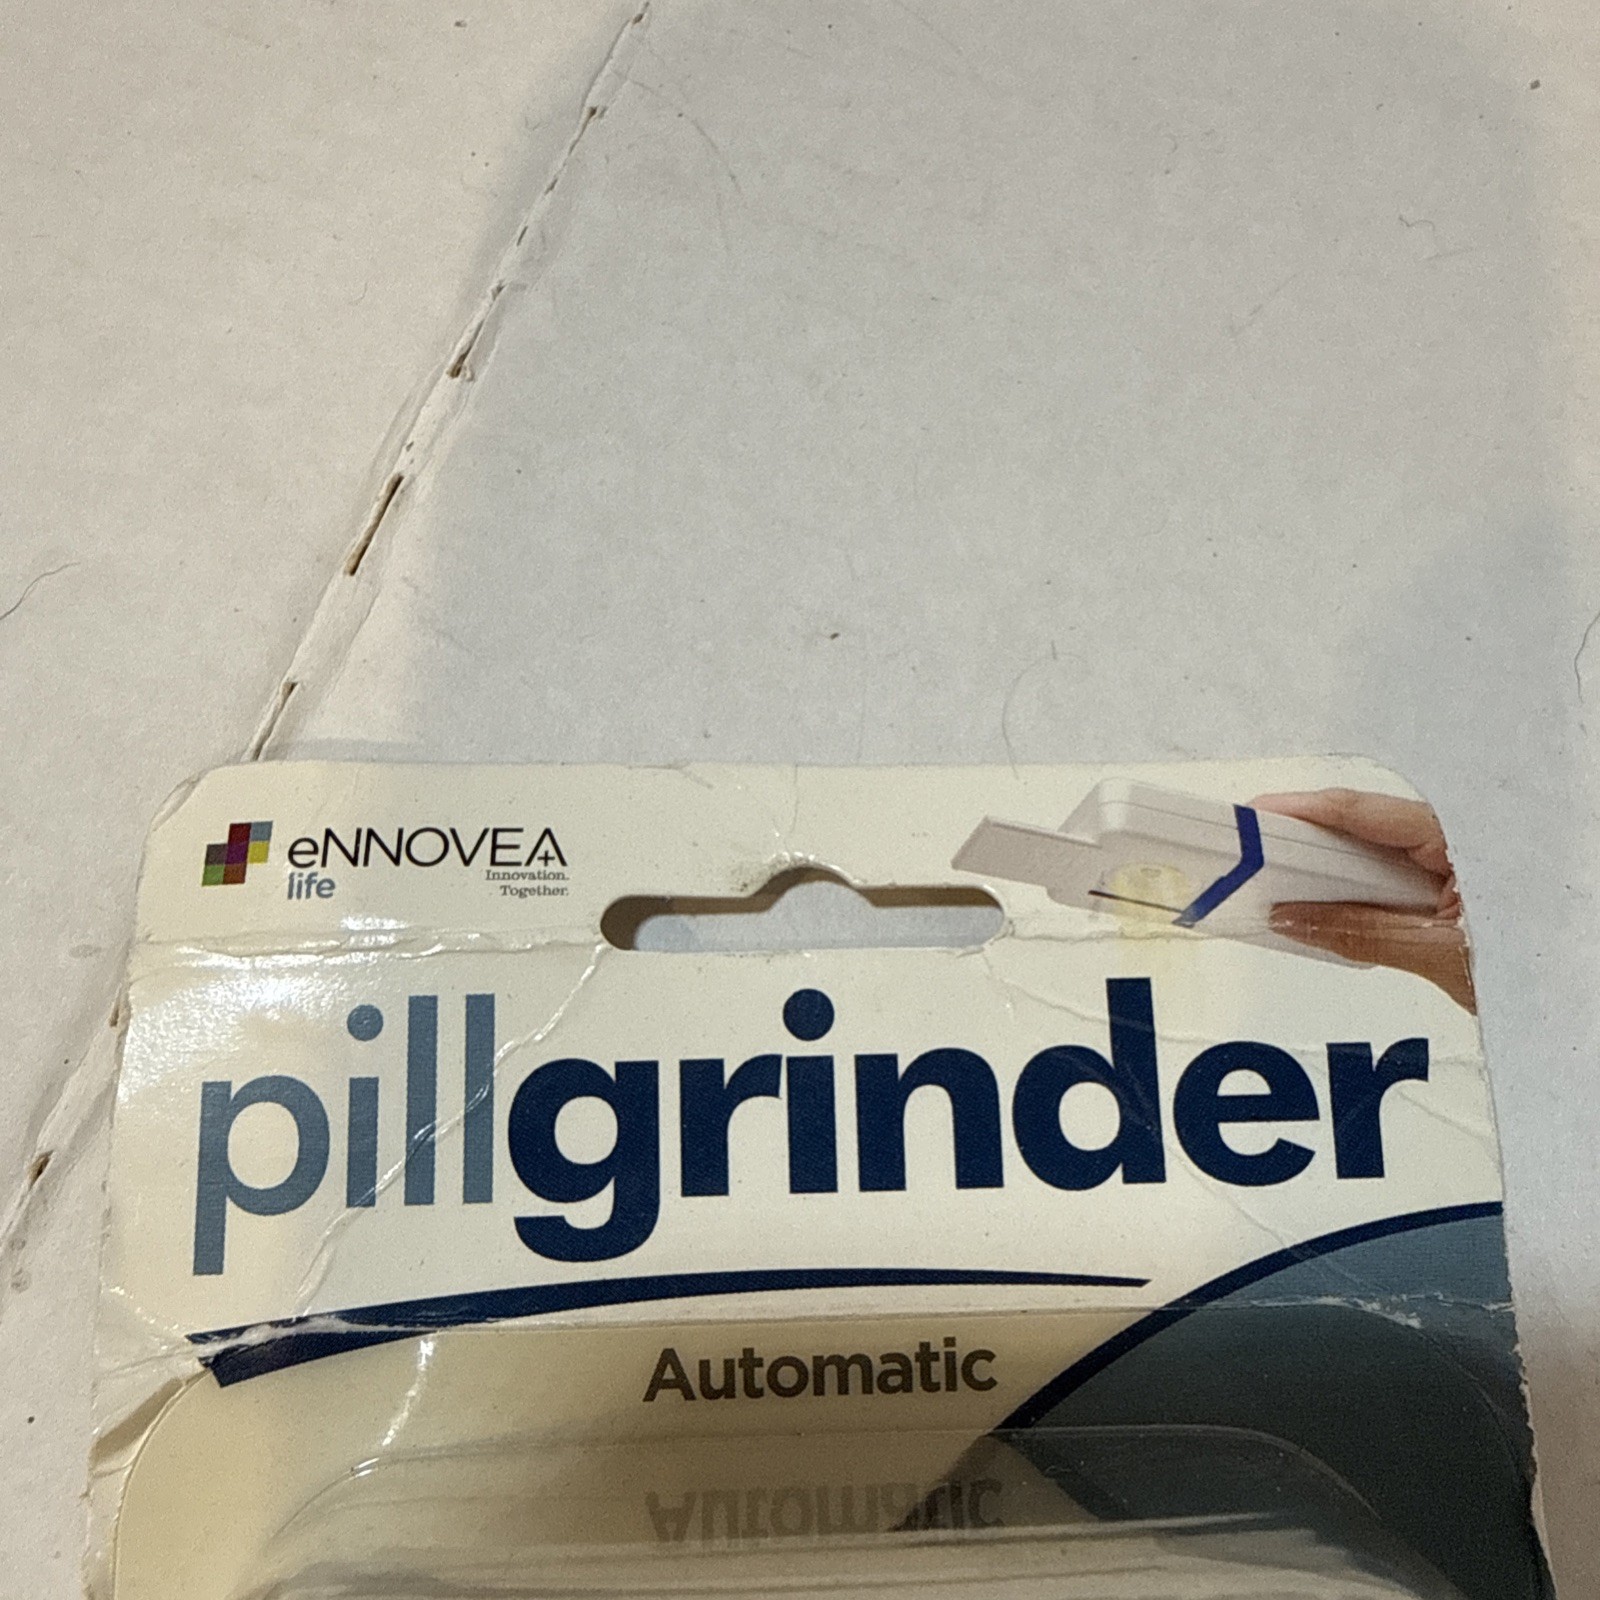 eNNOVEA
life
Innovation.
Together.
pillgrinder
Automatic